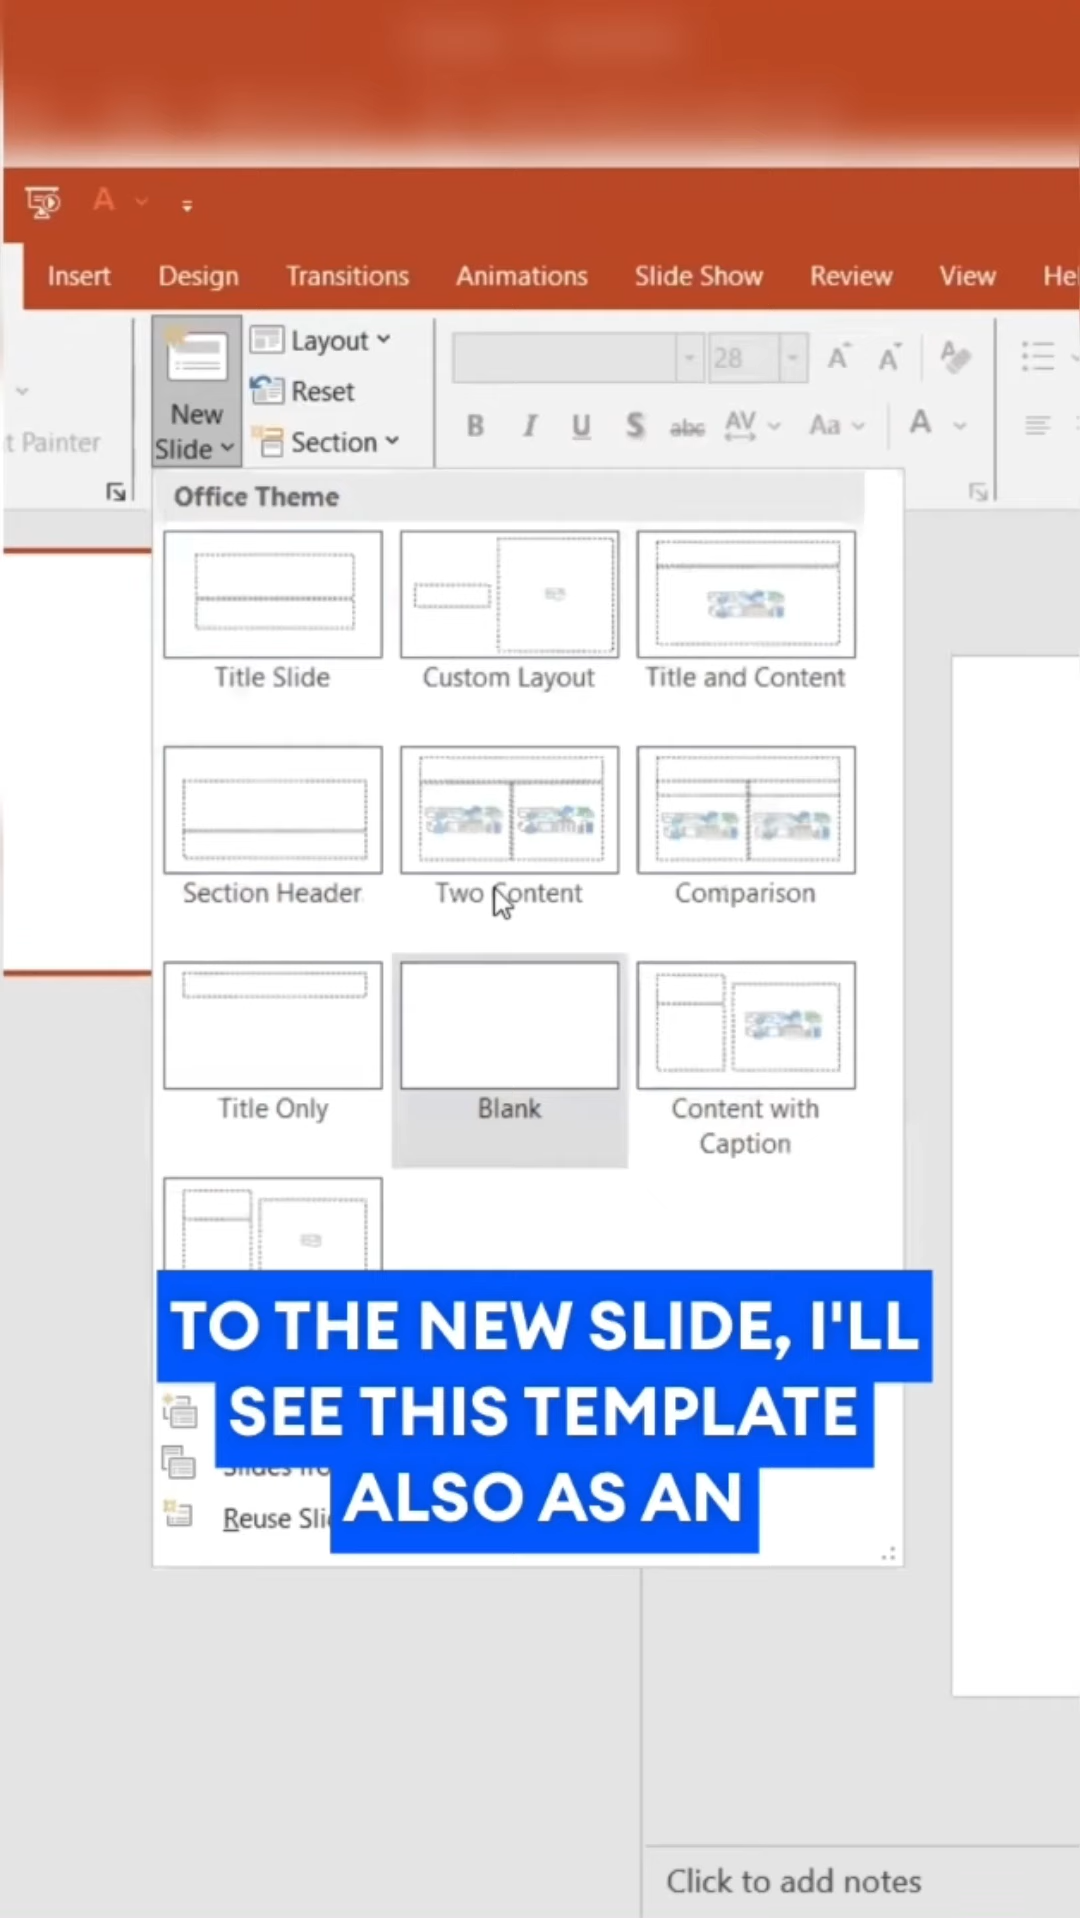 Insert Design Transitions Animations Slide Show Review View
Layout
Reset
Section
New
Slide
t Painter
28
B I U S abc AV Aa A
Office Theme
Title Slide
Custom Layout
Title and Content
Section Header
Two Content
Comparison
Title Only
Blank
Content with
Caption
TO THE NEW SLIDE, I'LL
SEE THIS TEMPLATE
ALSO AS AN
Reuse Sli
Click to add notes